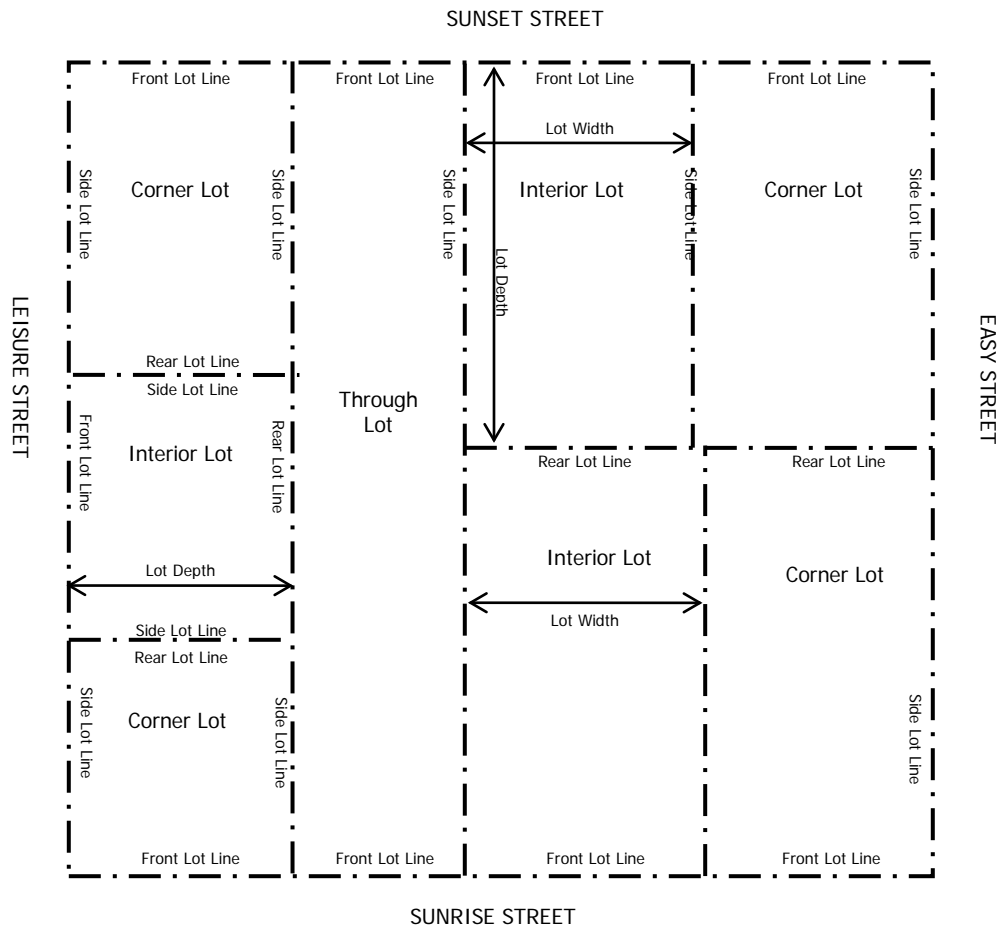 SUNSET STREET
Front Lot Line
Front Lot Line
Front Lot Line
Front Lot Line
Lot Width
Side Lot Line
Corner Lot
Side Lot Line
Side Lot Line
Interior Lot
Side Lot Line
Corner Lot
Side Lot Line
Lot Depth
LEISURE STREET
EASY STREET
Rear Lot Line
Side Lot Line
Through
Lot
Front Lot Line
Interior Lot
Rear Lot Line
Rear Lot Line
Rear Lot Line
Interior Lot
Lot Depth
Corner Lot
Lot Width
Side Lot Line
Rear Lot Line
Side Lot Line
Corner Lot
Side Lot Line
Side Lot Line
Front Lot Line
Front Lot Line
Front Lot Line
Front Lot Line
SUNRISE STREET